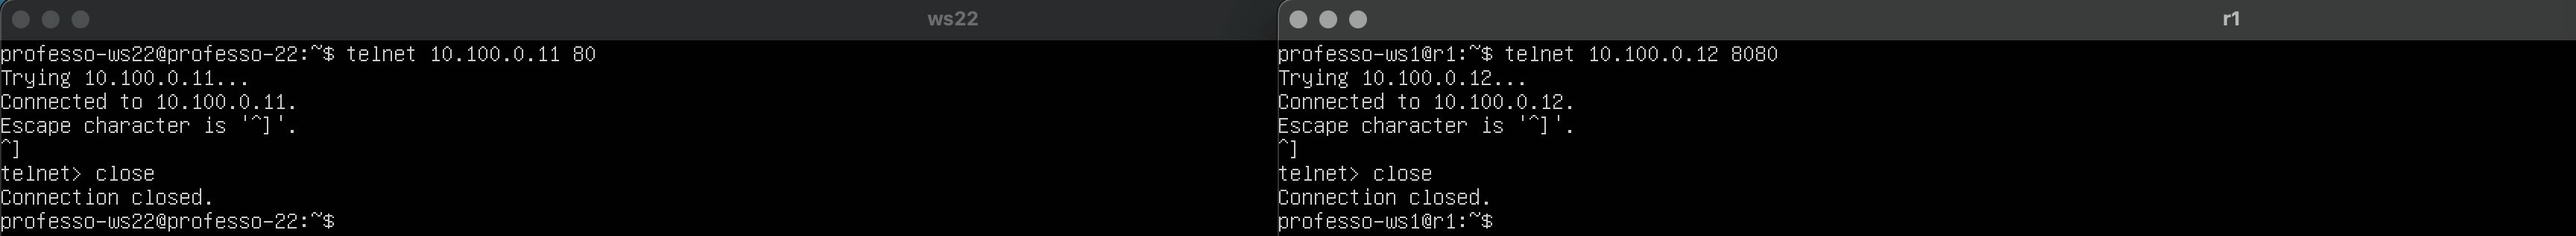 ws22
professo-ws22@professo-22:~$ telnet 10.100.0.11 80
Trying 10.100.0.11...
Connected to 10.100.0.11.
Escape character is '^]'.
^]
telnet> close
Connection closed.
professo-ws22@professo-22:~$
r1
professo-ws1@r1:~$ telnet 10.100.0.12 8080
Trying 10.100.0.12...
Connected to 10.100.0.12.
Escape character is '^]'.
^]
telnet> close
Connection closed.
professo-ws1@r1:~$